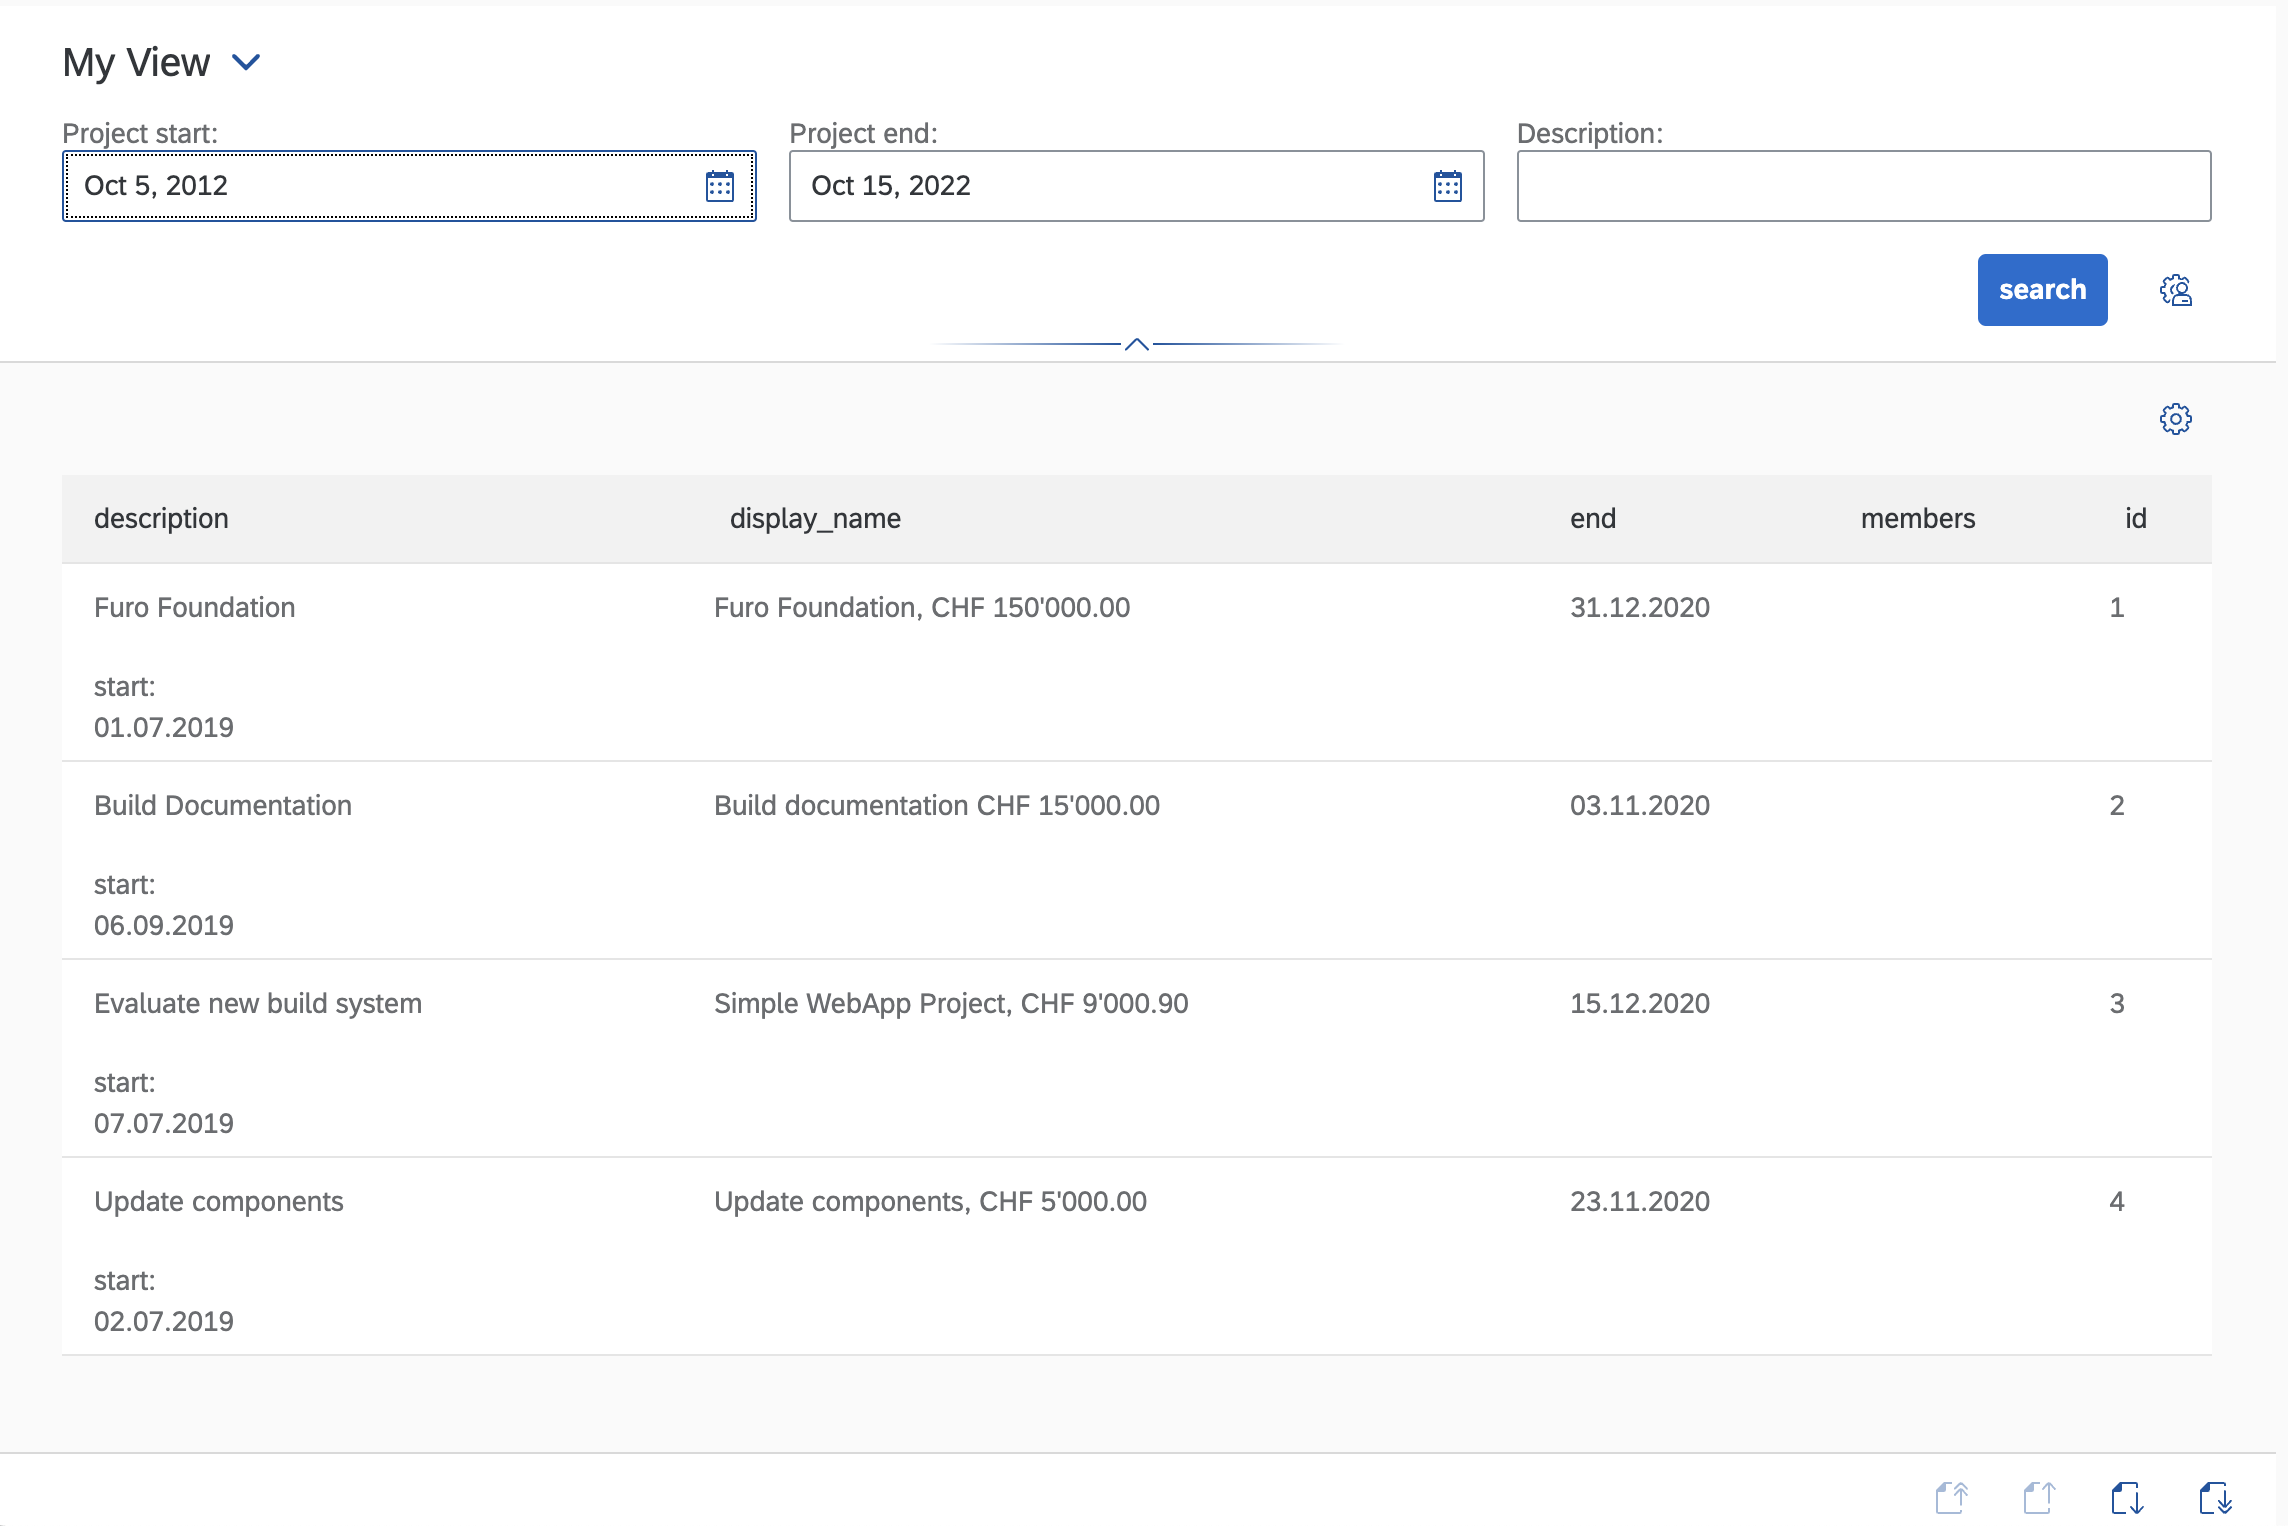 My View
Project start: Project end: Description:
Oct 5, 2012 Oct 15, 2022
search
description display_name end members id
Furo Foundation Furo Foundation, CHF 150'000.00 31.12.2020 1
start:
01.07.2019
Build Documentation Build documentation CHF 15'000.00 03.11.2020 2
start:
06.09.2019
Evaluate new build system Simple WebApp Project, CHF 9'000.90 15.12.2020 3
start:
07.07.2019
Update components Update components, CHF 5'000.00 23.11.2020 4
start:
02.07.2019